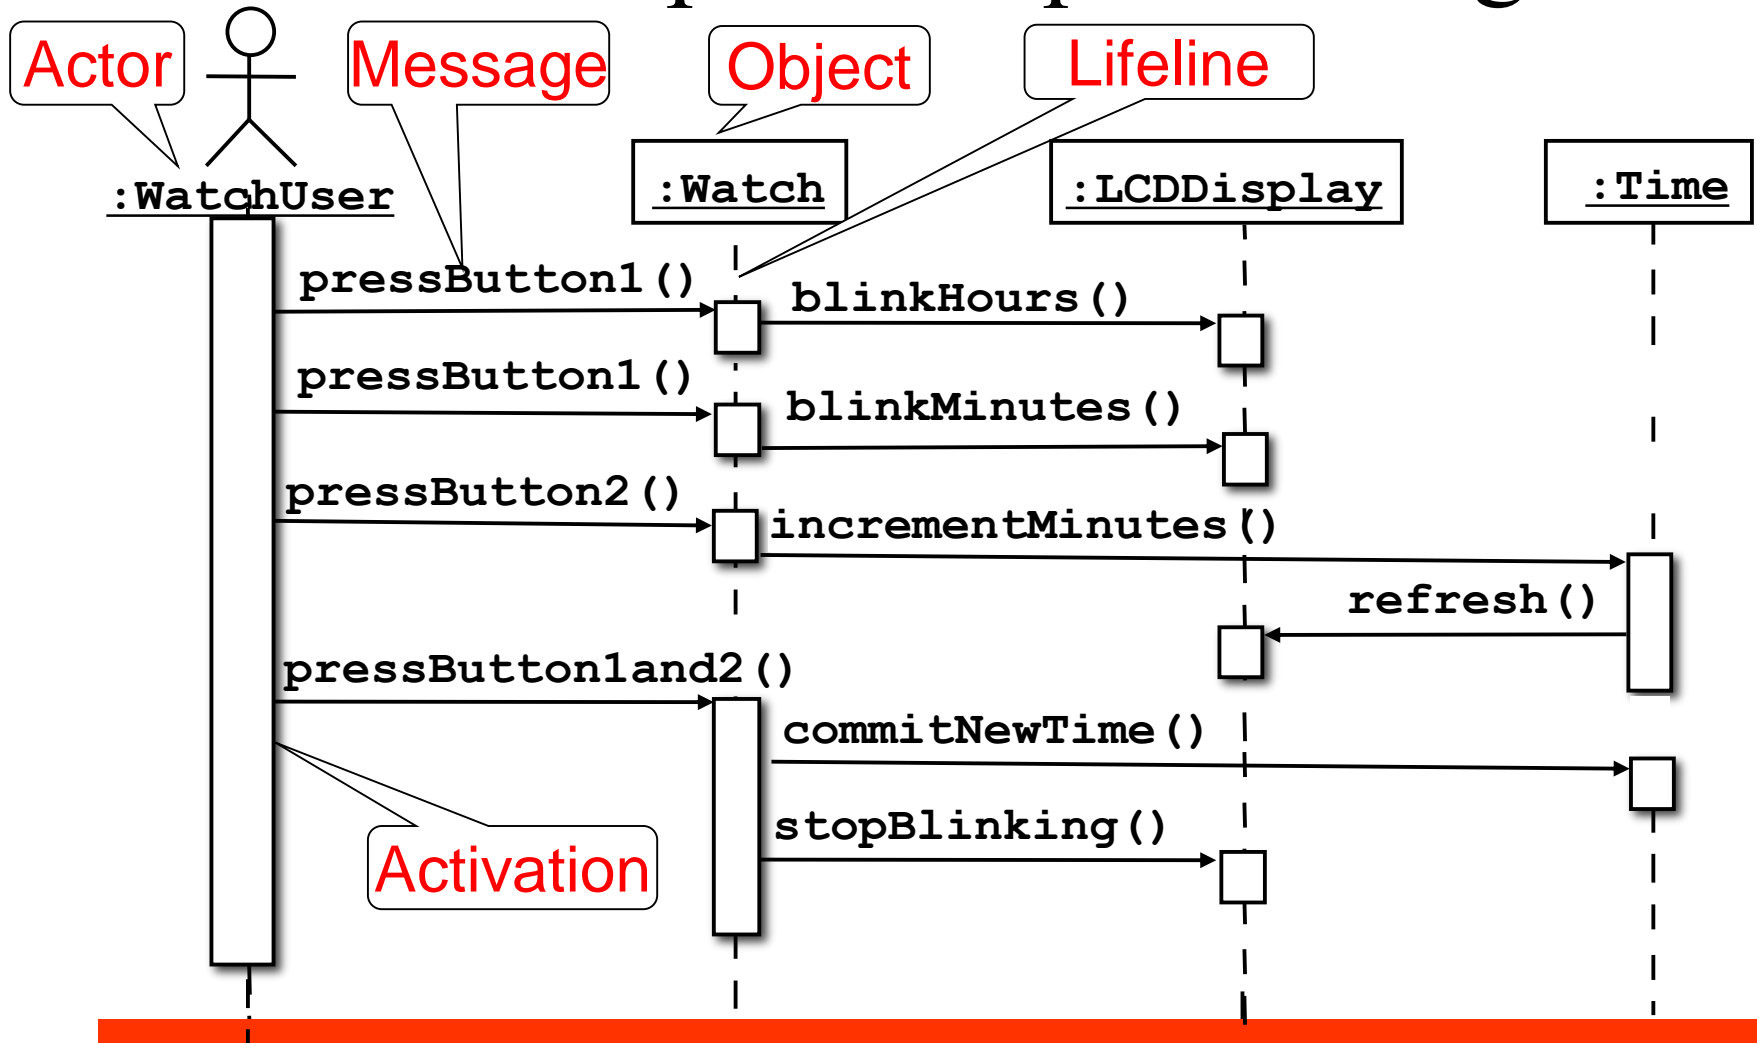 Actor
Message
Object
Lifeline
:WatchUser
:Watch
:LCDDisplay
:Time
pressButton1()
blinkHours()
pressButton1()
blinkMinutes()
pressButton2()
incrementMinutes()
refresh()
pressButton1and2()
commitNewTime()
stopBlinking()
Activation